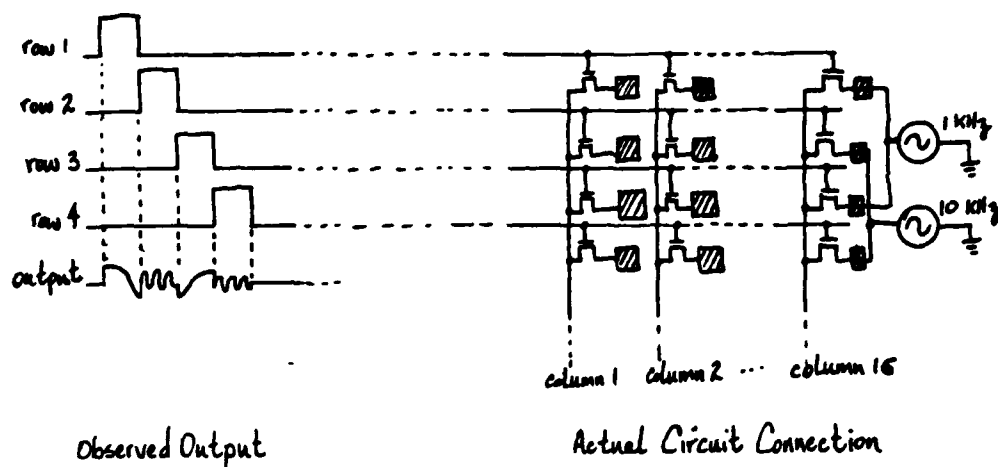 row 1
row 2
row 3
row 4
output
1 KHz
10 KHz
column 1 column 2 ... column 16
Observed Output
Actual Circuit Connection